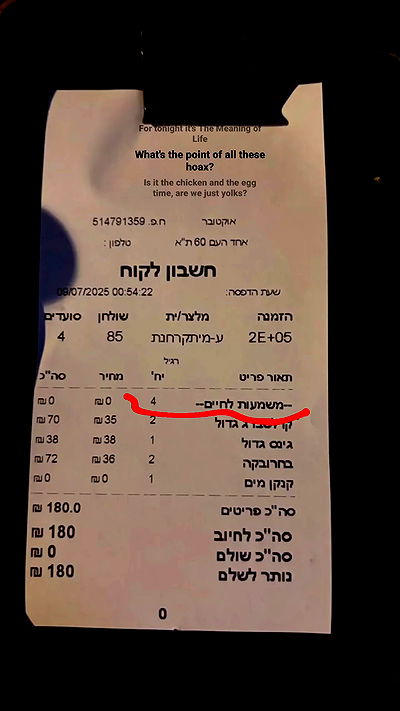 For tonight it's The Meaning of
Life
What's the point of all these
hoax?
Is it the chicken and the egg
time, are we just yolks?
אוקטובר ח.פ. 514791359
אחד העם 60 ת"א טלפון :
חשבון לקוח
שעת הדפסה: 09/07/2025 00:54:22
הזמנה מלצר/ית שולחן סועדים
2E+05 ע-מיתקרחנת 85 4
רגיל
תאור פריט יח' מחיר סה"כ
--משמעות לחיים-- 4 ₪0 ₪0
קרלסברג גדול 2 ₪35 ₪70
גינס גדול 1 ₪38 ₪38
בחרובקה 2 ₪36 ₪72
קנקן מים 1 ₪0 ₪0
סה"כ פריטים ₪ 180.0
סה"כ לחיוב ₪ 180
סה"כ שולם ₪ 0
נותר לשלם ₪ 180
0